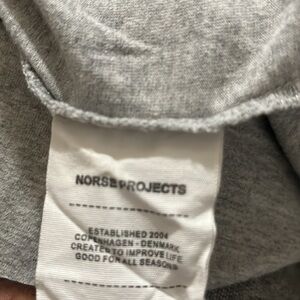 NORSE PROJECTS
ESTABLISHED 2004
COPENHAGEN - DENMARK
CREATED TO IMPROVE LIFE
GOOD FOR ALL SEASONS